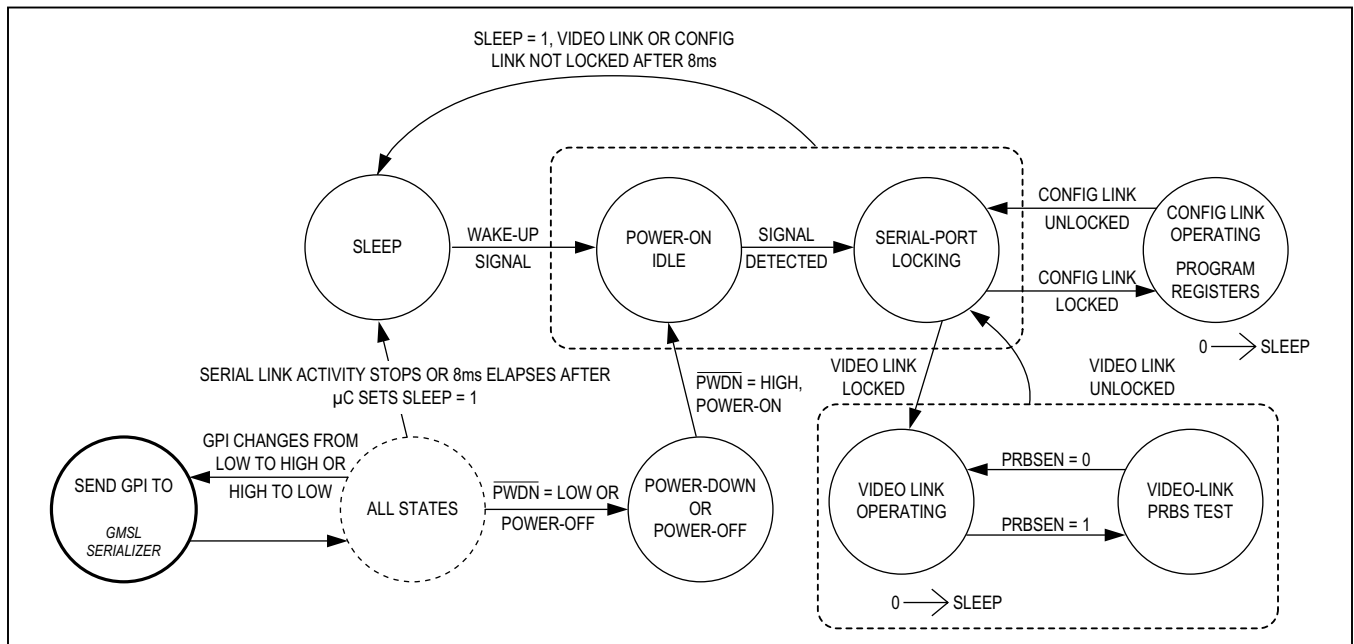 SLEEP = 1, VIDEO LINK OR CONFIG
LINK NOT LOCKED AFTER 8ms
SLEEP
WAKE-UP
SIGNAL
POWER-ON
IDLE
SIGNAL
DETECTED
SERIAL-PORT
LOCKING
CONFIG LINK
UNLOCKED
CONFIG LINK
LOCKED
CONFIG LINK
OPERATING
PROGRAM
REGISTERS
0 → SLEEP
SERIAL LINK ACTIVITY STOPS OR 8ms ELAPSES AFTER
µC SETS SLEEP = 1
PWDN = HIGH,
POWER-ON
VIDEO LINK
LOCKED
VIDEO LINK
UNLOCKED
SEND GPI TO
GMSL
SERIALIZER
GPI CHANGES FROM
LOW TO HIGH OR
HIGH TO LOW
ALL STATES
PWDN = LOW OR
POWER-OFF
POWER-DOWN
OR
POWER-OFF
VIDEO LINK
OPERATING
PRBSEN = 0
PRBSEN = 1
VIDEO-LINK
PRBS TEST
0 → SLEEP